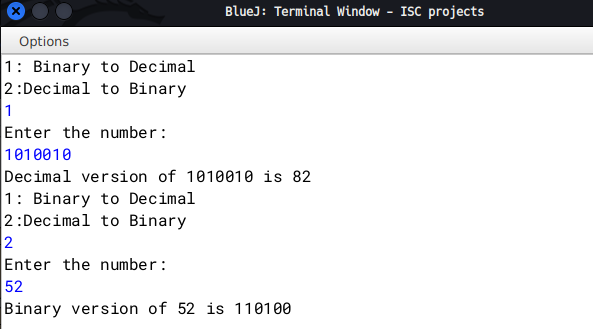 BlueJ: Terminal Window - ISC projects
Options
1: Binary to Decimal
2:Decimal to Binary
1
Enter the number:
1010010
Decimal version of 1010010 is 82
1: Binary to Decimal
2:Decimal to Binary
2
Enter the number:
52
Binary version of 52 is 110100